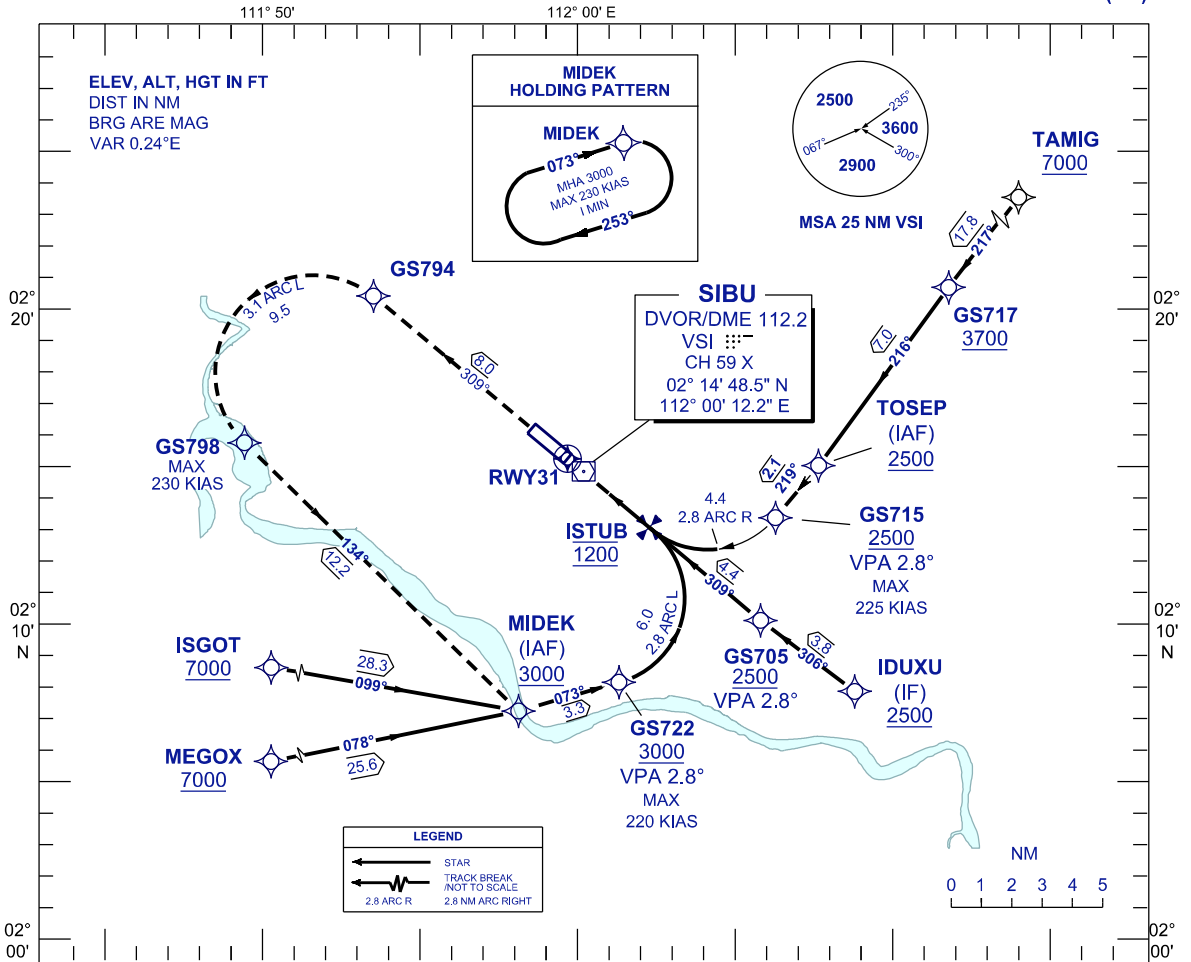 111° 50'
112° 00' E
ELEV, ALT, HGT IN FT
DIST IN NM
BRG ARE MAG
VAR 0.24°E
MIDEK
HOLDING PATTERN
MIDEK
073°
MHA 3000
MAX 230 KIAS
I MIN
253°
2500
235°
3600
067°
300°
2900
MSA 25 NM VSI
TAMIG
7000
17.8
217°
GS717
3700
7.0
216°
TOSEP
(IAF)
2500
2.1
219°
GS715
2500
VPA 2.8°
MAX
225 KIAS
4.4
2.8 ARC R
SIBU
DVOR/DME 112.2
VSI
CH 59 X
02° 14' 48.5" N
112° 00' 12.2" E
GS794
3.1 ARC L
9.5
8.0
309°
02°
20'
02°
20'
GS798
MAX
230 KIAS
RWY31
ISTUB
1200
134°
12.2
4.4
309°
GS705
2500
VPA 2.8°
3.8
306°
IDUXU
(IF)
2500
02°
10'
N
02°
10'
N
ISGOT
7000
28.3
099°
MIDEK
(IAF)
3000
6.0
2.8 ARC L
073°
3.3
GS722
3000
VPA 2.8°
MAX
220 KIAS
MEGOX
7000
078°
25.6
LEGEND
STAR
TRACK BREAK
/NOT TO SCALE
2.8 ARC R
2.8 NM ARC RIGHT
NM
0 1 2 3 4 5
02°
00'
02°
00'